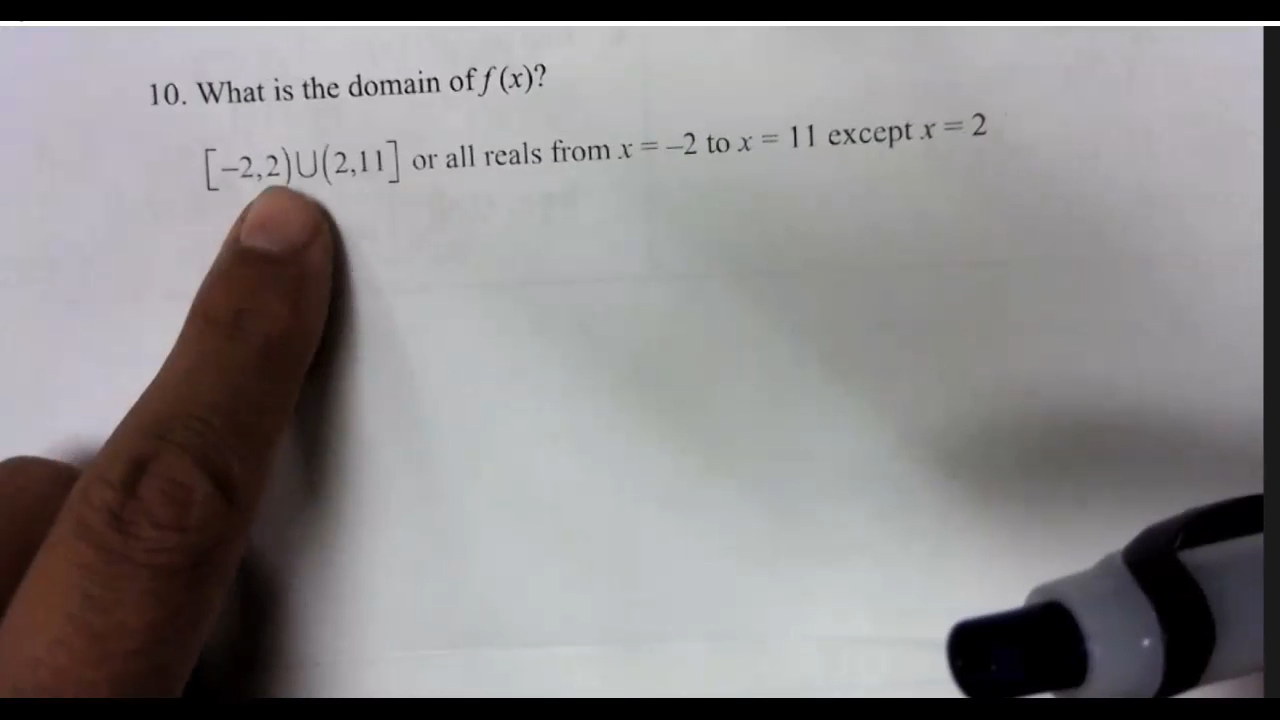 10. What is the domain of f(x)?
[−2,2)∪(2,11] or all reals from x = −2 to x = 11 except x = 2